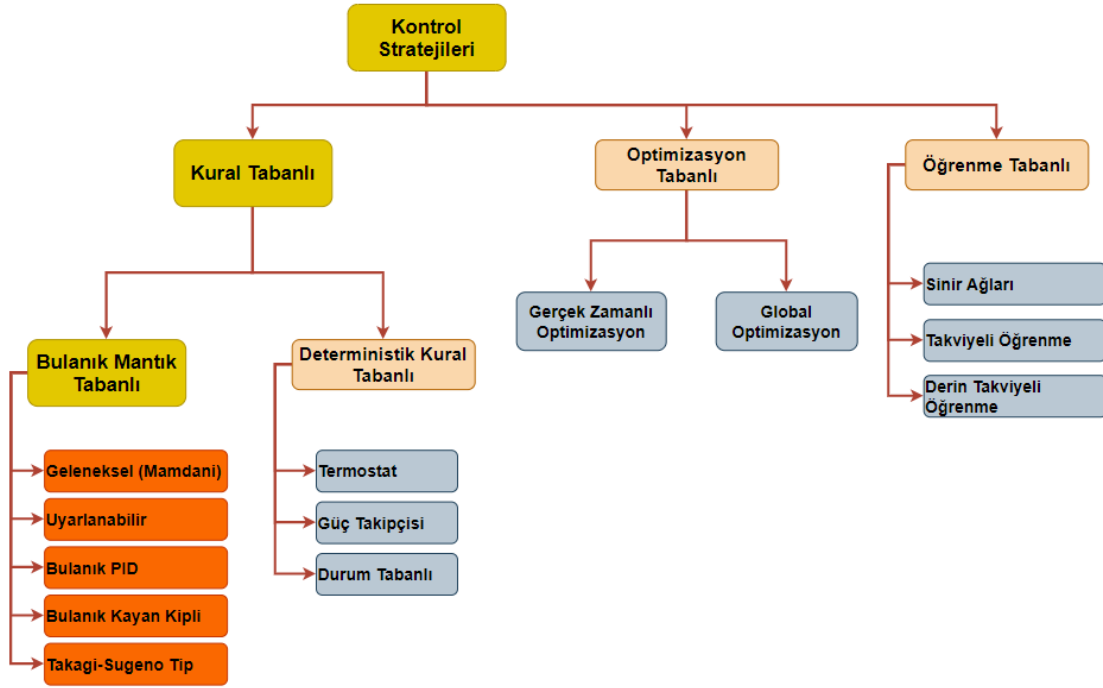 Kontrol
Stratejileri
Kural Tabanlı
Optimizasyon
Tabanlı
Öğrenme Tabanlı
Bulanık Mantık
Tabanlı
Deterministik Kural
Tabanlı
Gerçek Zamanlı
Optimizasyon
Global
Optimizasyon
Sinir Ağları
Takviyeli Öğrenme
Derin Takviyeli
Öğrenme
Geleneksel (Mamdani)
Uyarlanabilir
Bulanık PID
Bulanık Kayan Kipli
Takagi-Sugeno Tip
Termostat
Güç Takipçisi
Durum Tabanlı